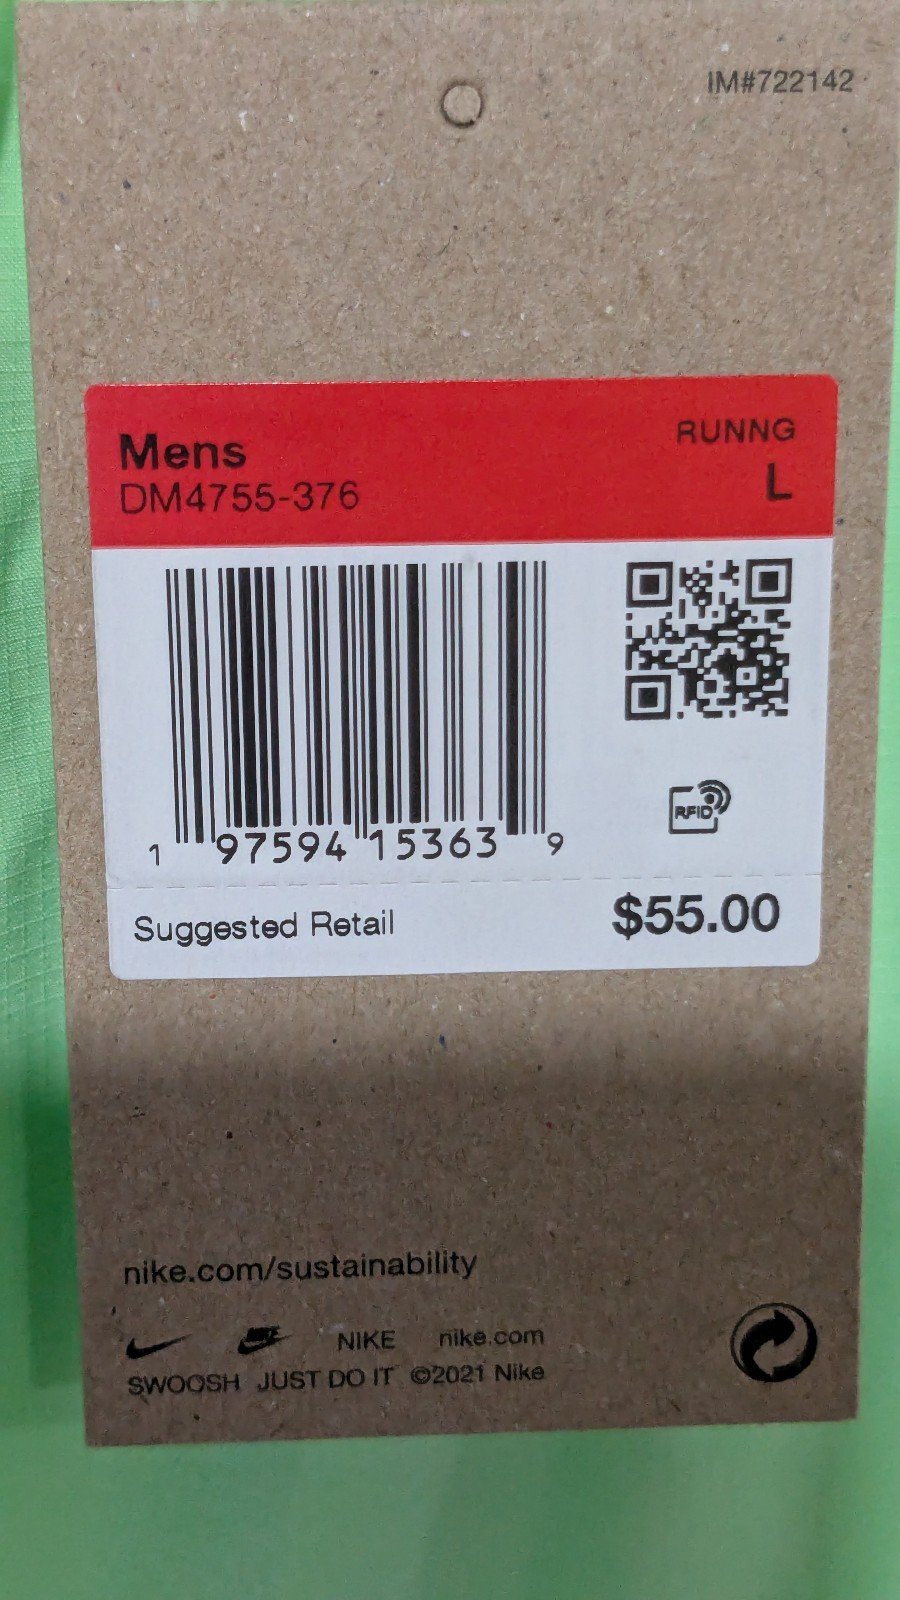 IM#722142
Mens
RUNNG
DM4755-376
L
RFID
1 97594 15363 9
Suggested Retail $55.00
nike.com/sustainability
NIKE nike.com
SWOOSH JUST DO IT ©2021 Nike